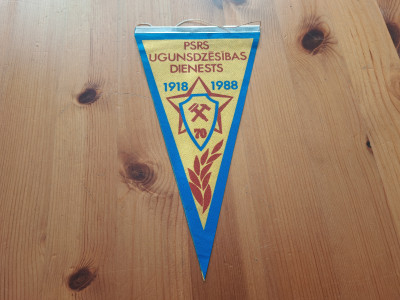 PSRS
UGUNSDZĒSĪBAS
DIENESTS
1918 1988
70